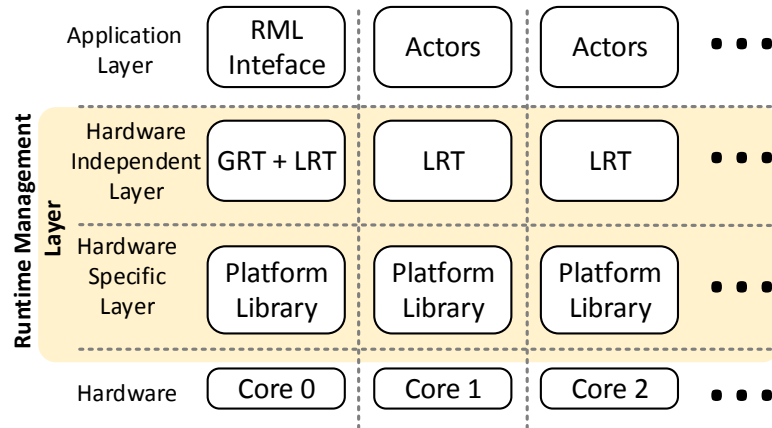 Application
Layer
RML
Inteface
Actors
Actors
Runtime Management
Layer
Hardware
Independent
Layer
GRT + LRT
LRT
LRT
Hardware
Specific
Layer
Platform
Library
Platform
Library
Platform
Library
Hardware
Core 0
Core 1
Core 2